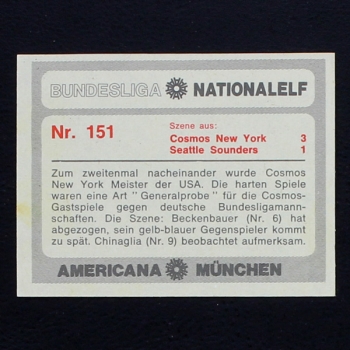 BUNDESLIGA NATIONALELF
Nr. 151
Szene aus:
Cosmos New York 3
Seattle Sounders 1
Zum zweitenmal nacheinander wurde Cosmos
New York Meister der USA. Die harten Spiele
waren eine Art "Generalprobe" für die Cosmos-
Gastspiele gegen deutsche Bundesligamann-
schaften. Die Szene: Beckenbauer (Nr. 6) hat
abgezogen, sein gelb-blauer Gegenspieler kommt
zu spät. Chinaglia (Nr. 9) beobachtet aufmerksam.
AMERICANA MÜNCHEN